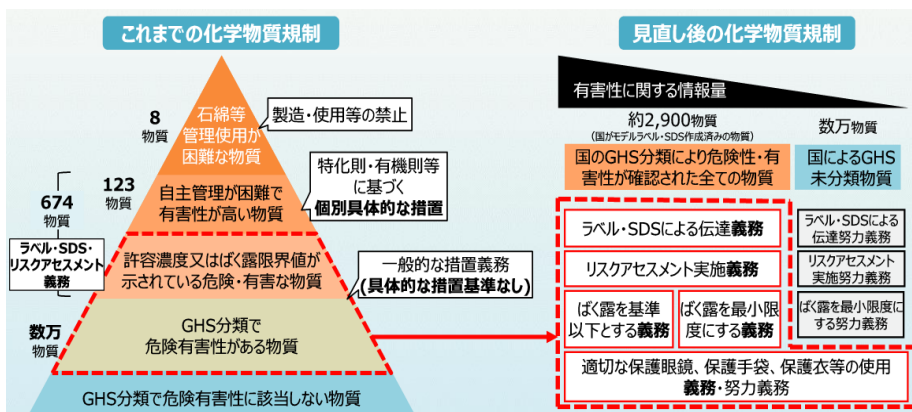 これまでの化学物質規制
8
物質
石綿等
管理使用が
困難な物質
製造・使用等の禁止
674
物質
123
物質
自主管理が困難で
有害性が高い物質
特化則・有機則等
に基づく
個別具体的な措置
ラベル・SDS・
リスクアセスメント
義務
許容濃度又はばく露限界値が
示されている危険・有害な物質
一般的な措置義務
(具体的な措置基準なし)
数万
物質
GHS分類で
危険有害性がある物質
GHS分類で危険有害性に該当しない物質
見直し後の化学物質規制
有害性に関する情報量
約2,900物質
(国がモデルラベル・SDS作成済みの物質)
数万物質
国のGHS分類により危険性・有
害性が確認された全ての物質
国によるGHS
未分類物質
ラベル・SDSによる伝達義務
ラベル・SDSによる
伝達努力義務
リスクアセスメント実施義務
リスクアセスメント
実施努力義務
ばく露を基準
以下とする義務
ばく露を最小限
度にする義務
ばく露を最小限度に
する努力義務
適切な保護眼鏡、保護手袋、保護衣等の使用
義務・努力義務